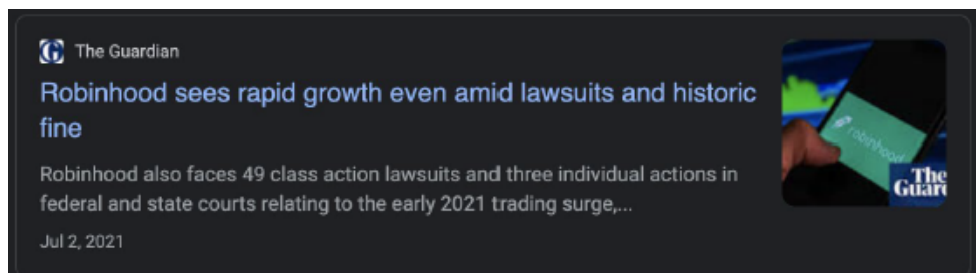 The Guardian
Robinhood sees rapid growth even amid lawsuits and historic
fine
Robinhood also faces 49 class action lawsuits and three individual actions in
federal and state courts relating to the early 2021 trading surge,...
Jul 2, 2021
robinhood
The
Guar